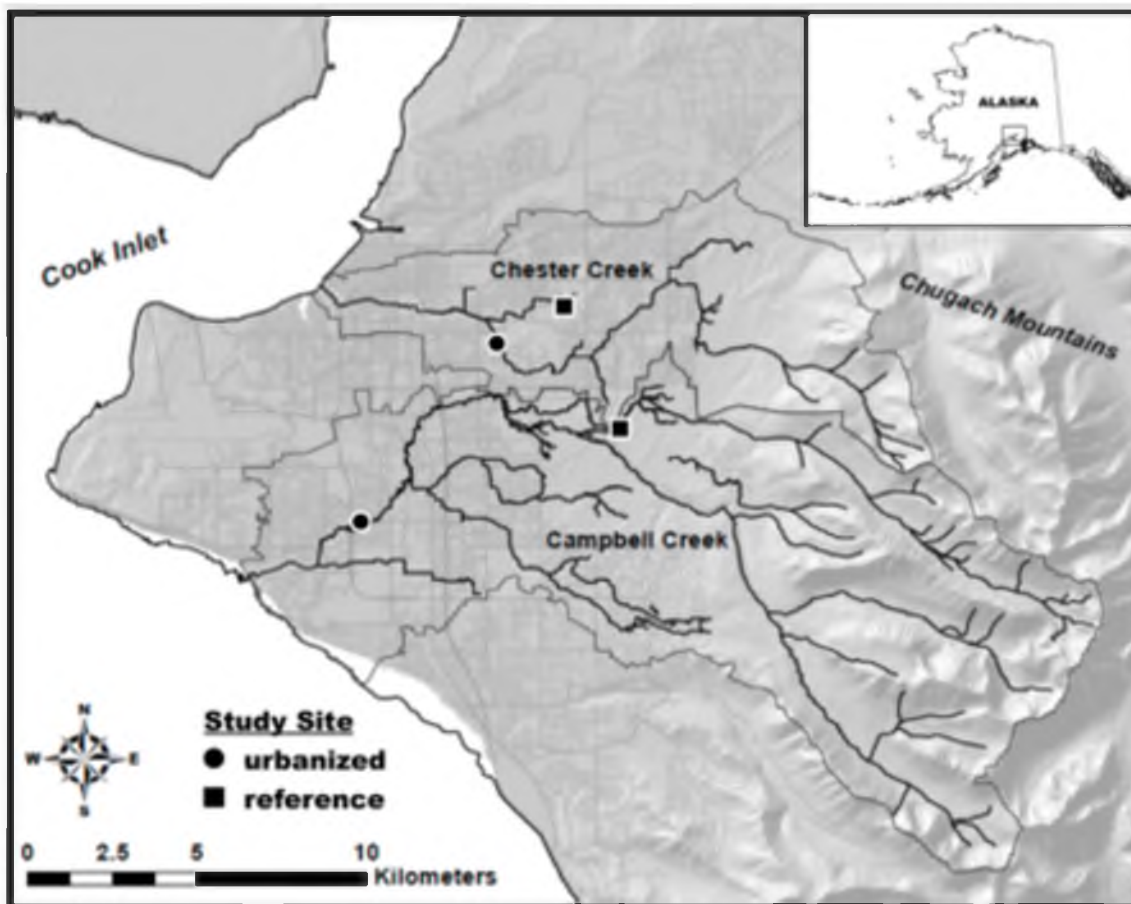 ALASKA
Cook Inlet
Chester Creek
Chugach Mountains
Campbell Creek
N
W E
S
Study Site
urbanized
reference
0 2.5 5 10
Kilometers